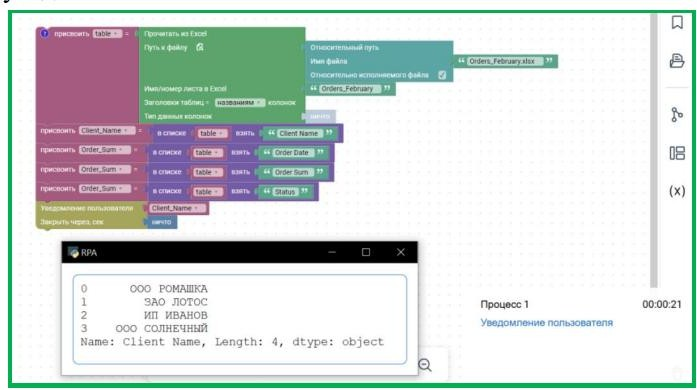 присвоить table = Прочитать из Excel
Путь к файлу Относительный путь
Имя файла “ Orders_February.xlsx ”
Относительно исполняемого файла
Имя/номер листа в Excel “ Orders_February ”
Заголовки таблиц = названиям колонок
Тип данных колонок ничто
присвоить Client_Name = в списке table взять “ Client Name ”
присвоить Order_Sum = в списке table взять “ Order Date ”
присвоить Order_Sum = в списке table взять “ Order Sum ”
присвоить Order_Sum = в списке table взять “ Status ”
Уведомление пользователя Client_Name
Закрыть через, сек ничто
(x)
RPA
0 ООО РОМАШКА
1 ЗАО ЛОТОС
2 ИП ИВАНОВ
3 ООО СОЛНЕЧНЫЙ
Name: Client Name, Length: 4, dtype: object
Процесс 1 00:00:21
Уведомление пользователя